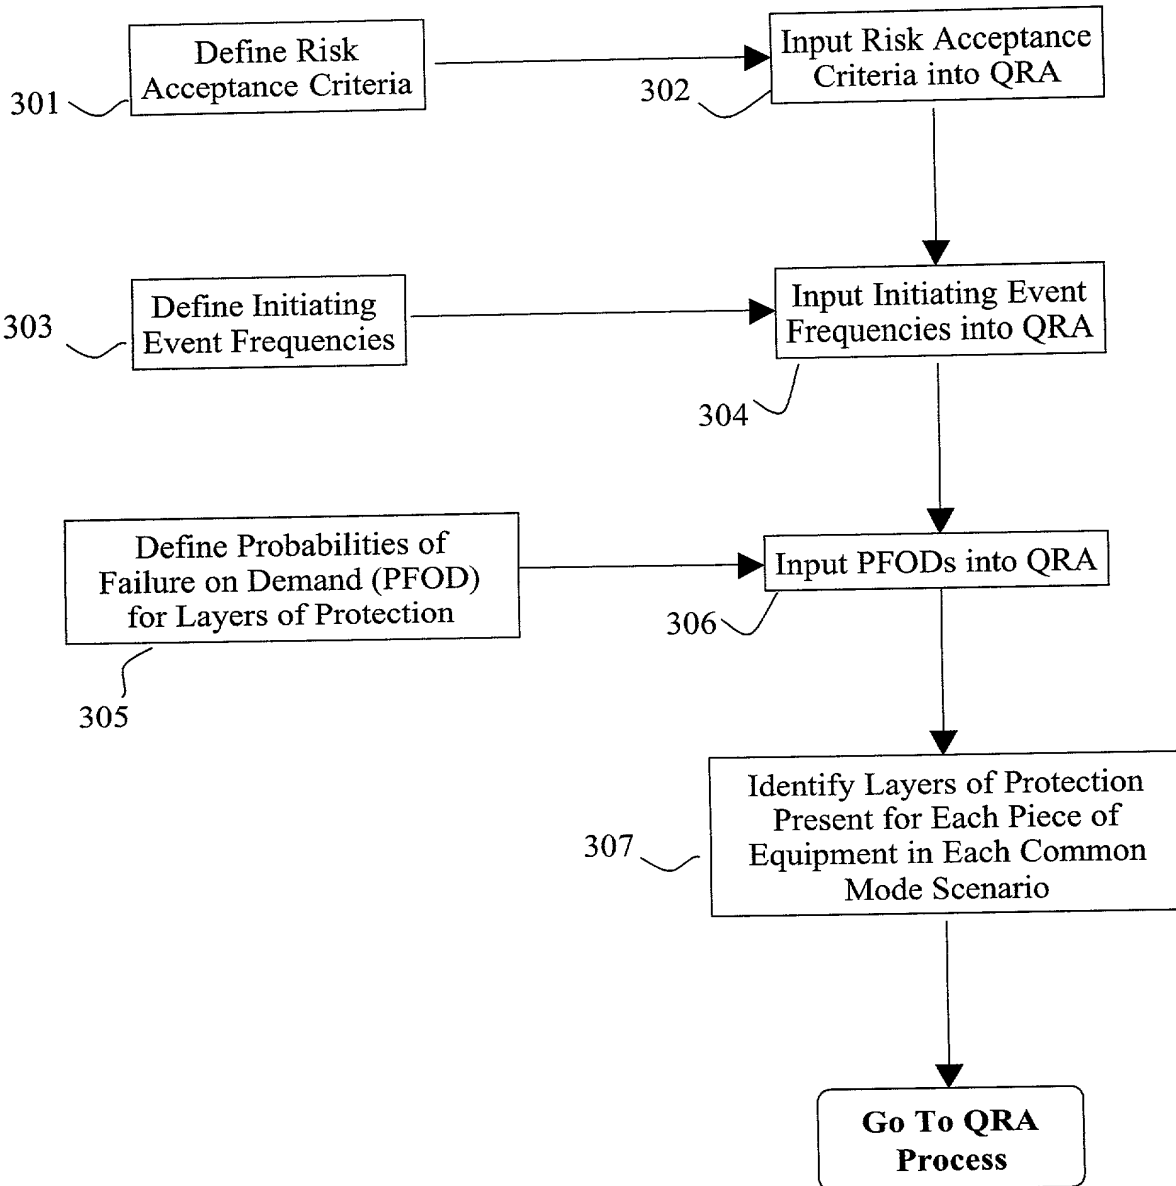 Define Risk
Acceptance Criteria
301
Input Risk Acceptance
Criteria into QRA
302
Define Initiating
Event Frequencies
303
Input Initiating Event
Frequencies into QRA
304
Define Probabilities of
Failure on Demand (PFOD)
for Layers of Protection
305
Input PFODs into QRA
306
Identify Layers of Protection
Present for Each Piece of
Equipment in Each Common
Mode Scenario
307
Go To QRA
Process